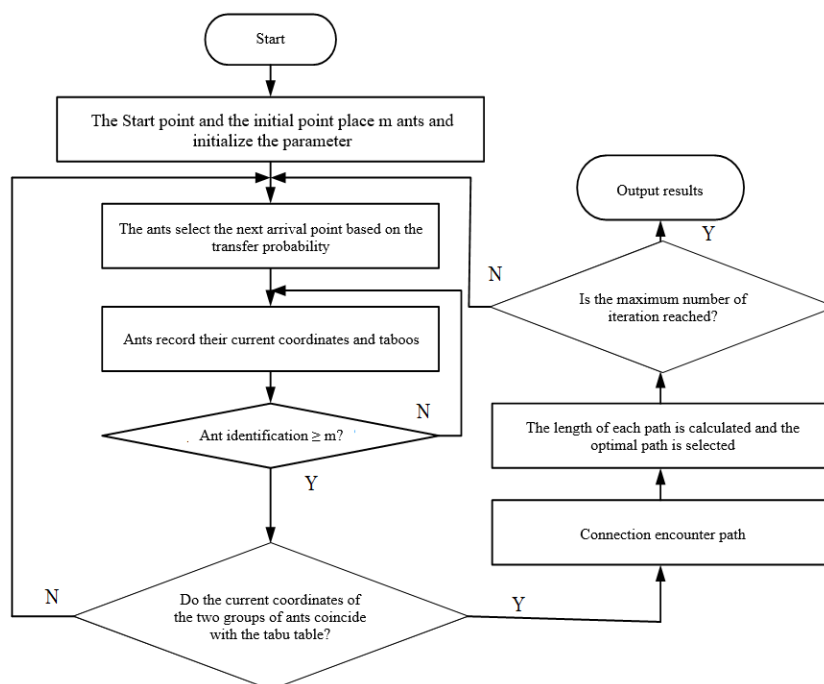 Start
The Start point and the initial point place m ants and
initialize the parameter
The ants select the next arrival point based on the
transfer probability
Ants record their current coordinates and taboos
N
Ant identification ≥ m?
Y
N
Do the current coordinates of
the two groups of ants coincide
with the tabu table?
Y
Connection encounter path
The length of each path is calculated and the
optimal path is selected
Is the maximum number of
iteration reached?
N
Y
Output results